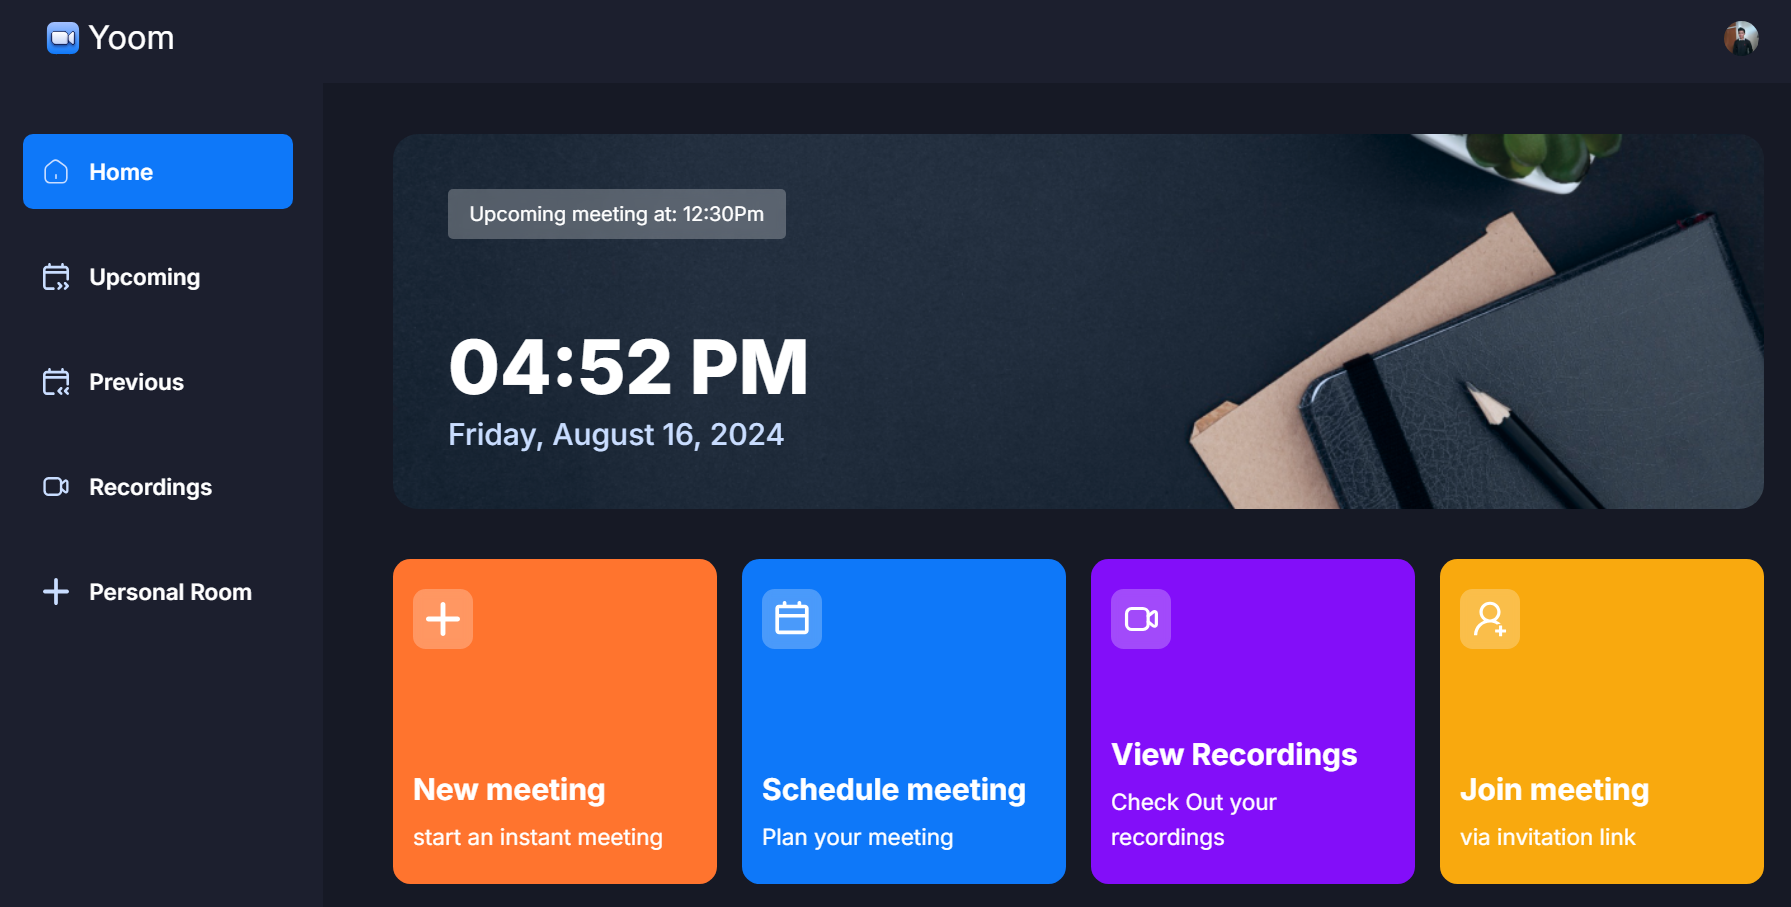 Yoom
Home
Upcoming
Previous
Recordings
Personal Room
Upcoming meeting at: 12:30Pm
04:52 PM
Friday, August 16, 2024
New meeting
start an instant meeting
Schedule meeting
Plan your meeting
View Recordings
Check Out your
recordings
Join meeting
via invitation link